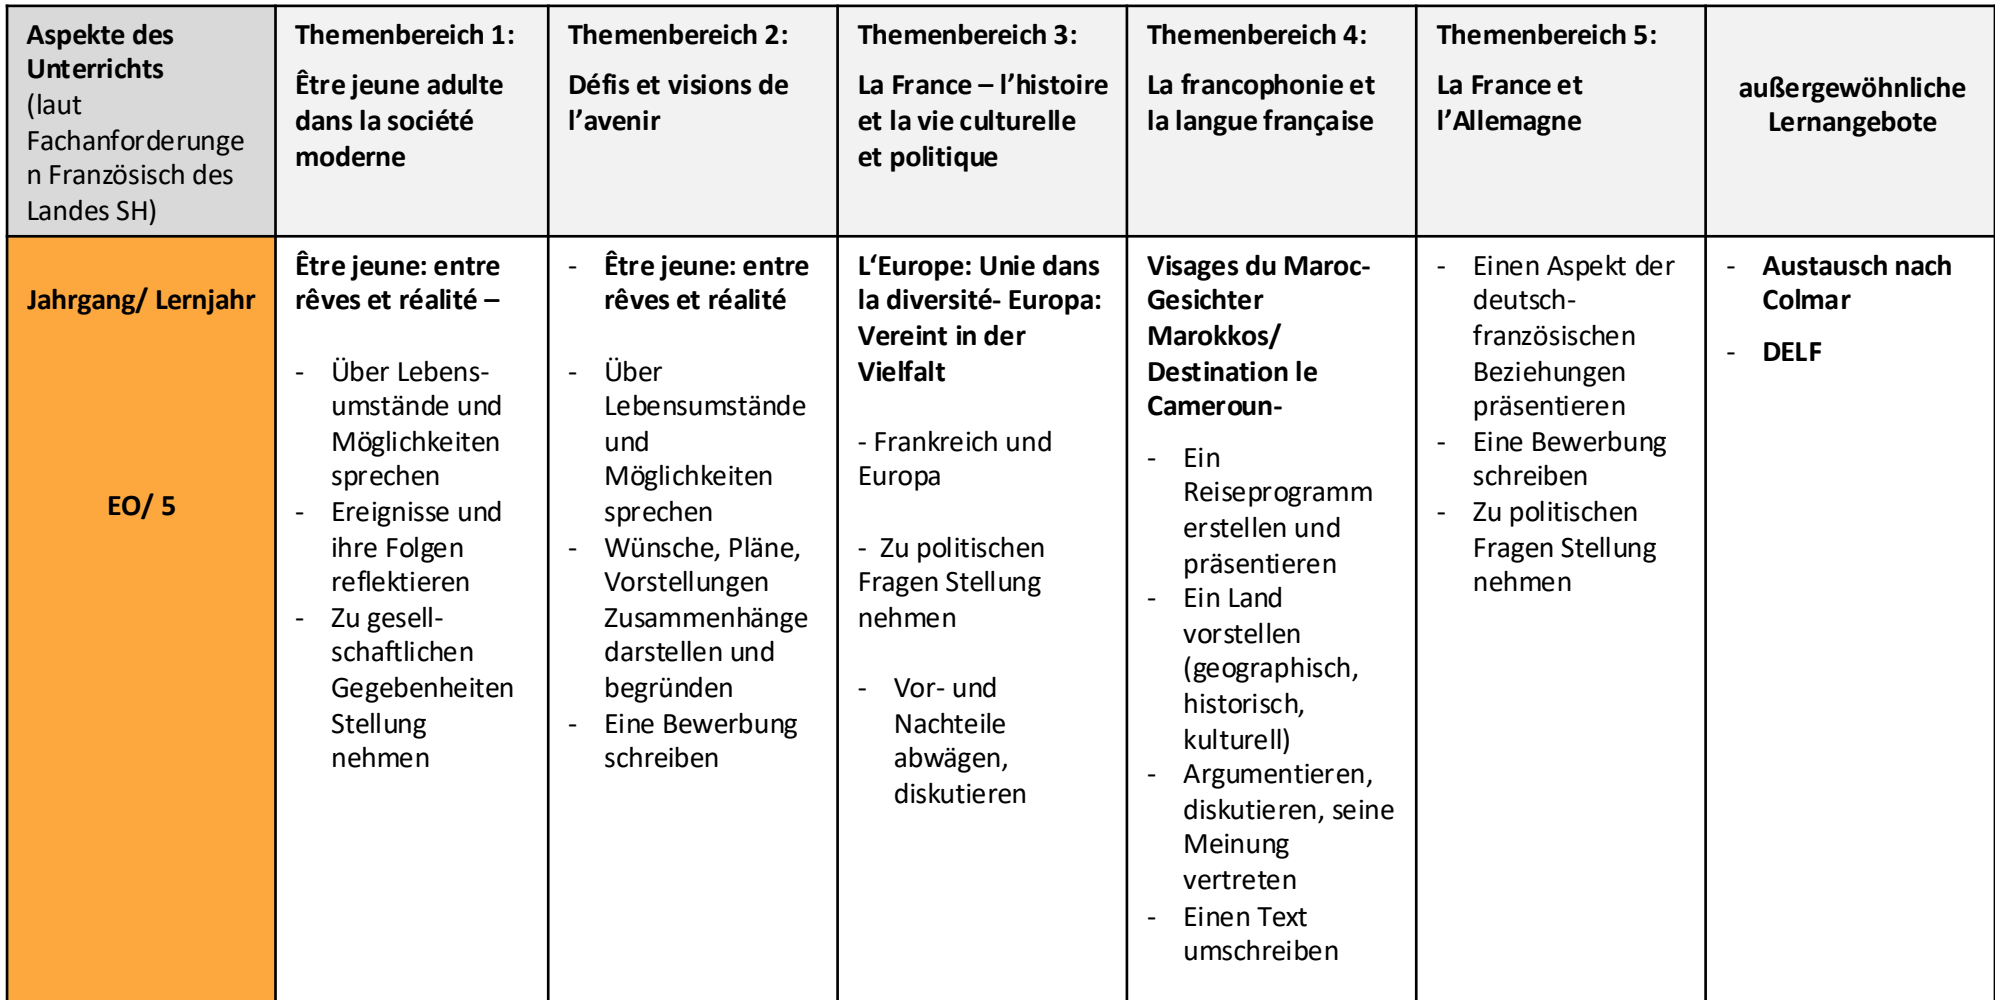 Aspekte des
Unterrichts
(laut
Fachanforderunge
n Französisch des
Landes SH)
Themenbereich 1:
Être jeune adulte
dans la société
moderne
Themenbereich 2:
Défis et visions de
l’avenir
Themenbereich 3:
La France – l’histoire
et la vie culturelle
et politique
Themenbereich 4:
La francophonie et
la langue française
Themenbereich 5:
La France et
l’Allemagne
außergewöhnliche
Lernangebote
Jahrgang/ Lernjahr
EO/ 5
Être jeune: entre
rêves et réalité –
- Über Lebens-
umstände und
Möglichkeiten
sprechen
- Ereignisse und
ihre Folgen
reflektieren
- Zu gesell-
schaftlichen
Gegebenheiten
Stellung
nehmen
- Être jeune: entre
rêves et réalité
- Über
Lebensumstände
und
Möglichkeiten
sprechen
- Wünsche, Pläne,
Vorstellungen
Zusammenhänge
darstellen und
begründen
- Eine Bewerbung
schreiben
L‘Europe: Unie dans
la diversité- Europa:
Vereint in der
Vielfalt
- Frankreich und
Europa
- Zu politischen
Fragen Stellung
nehmen
- Vor- und
Nachteile
abwägen,
diskutieren
Visages du Maroc-
Gesichter
Marokkos/
Destination le
Cameroun-
- Ein
Reiseprogramm
erstellen und
präsentieren
- Ein Land
vorstellen
(geographisch,
historisch,
kulturell)
- Argumentieren,
diskutieren, seine
Meinung
vertreten
- Einen Text
umschreiben
- Einen Aspekt der
deutsch-
französischen
Beziehungen
präsentieren
- Eine Bewerbung
schreiben
- Zu politischen
Fragen Stellung
nehmen
- Austausch nach
Colmar
- DELF